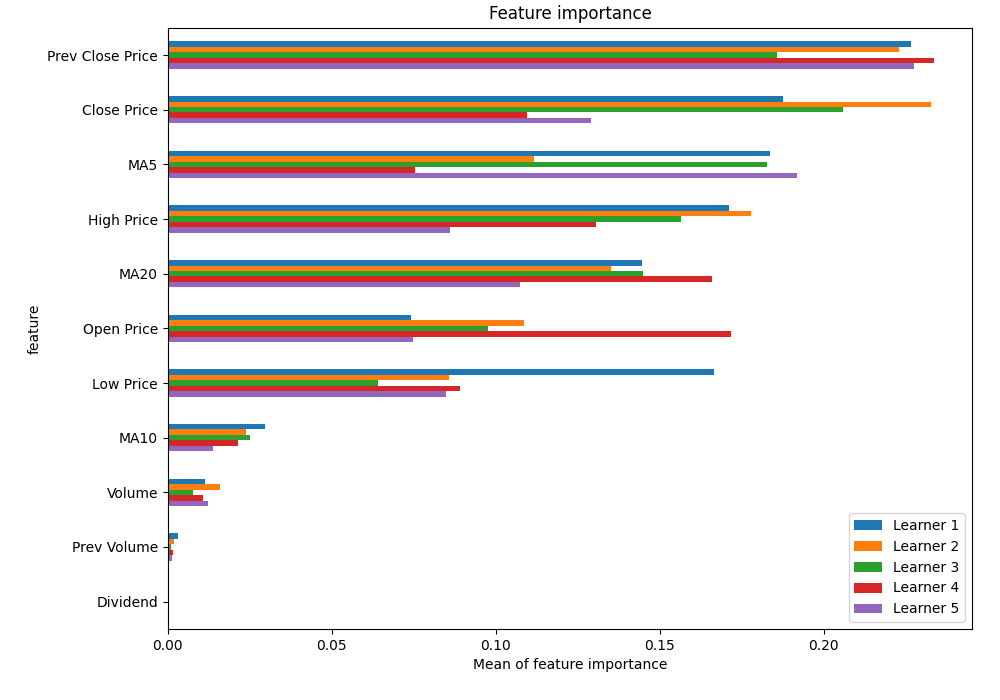 Feature importance
feature
Prev Close Price
Close Price
MA5
High Price
MA20
Open Price
Low Price
MA10
Volume
Prev Volume
Dividend
Learner 1
Learner 2
Learner 3
Learner 4
Learner 5
0.00 0.05 0.10 0.15 0.20
Mean of feature importance